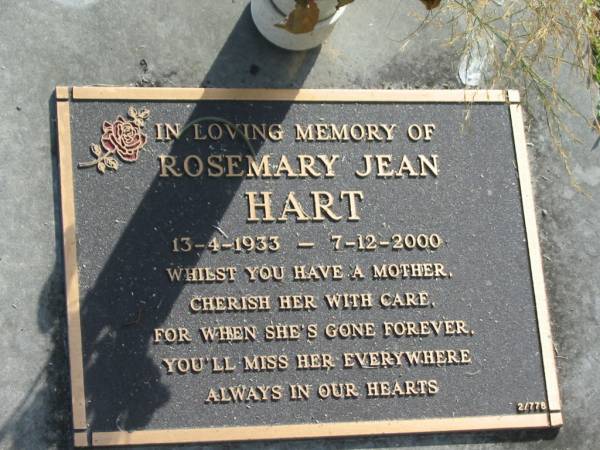 IN LOVING MEMORY OF
ROSEMARY JEAN
HART
13-4-1933 — 7-12-2000
WHILST YOU HAVE A MOTHER,
CHERISH HER WITH CARE,
FOR WHEN SHE'S GONE FOREVER,
YOU'LL MISS HER EVERYWHERE
ALWAYS IN OUR HEARTS
2/778